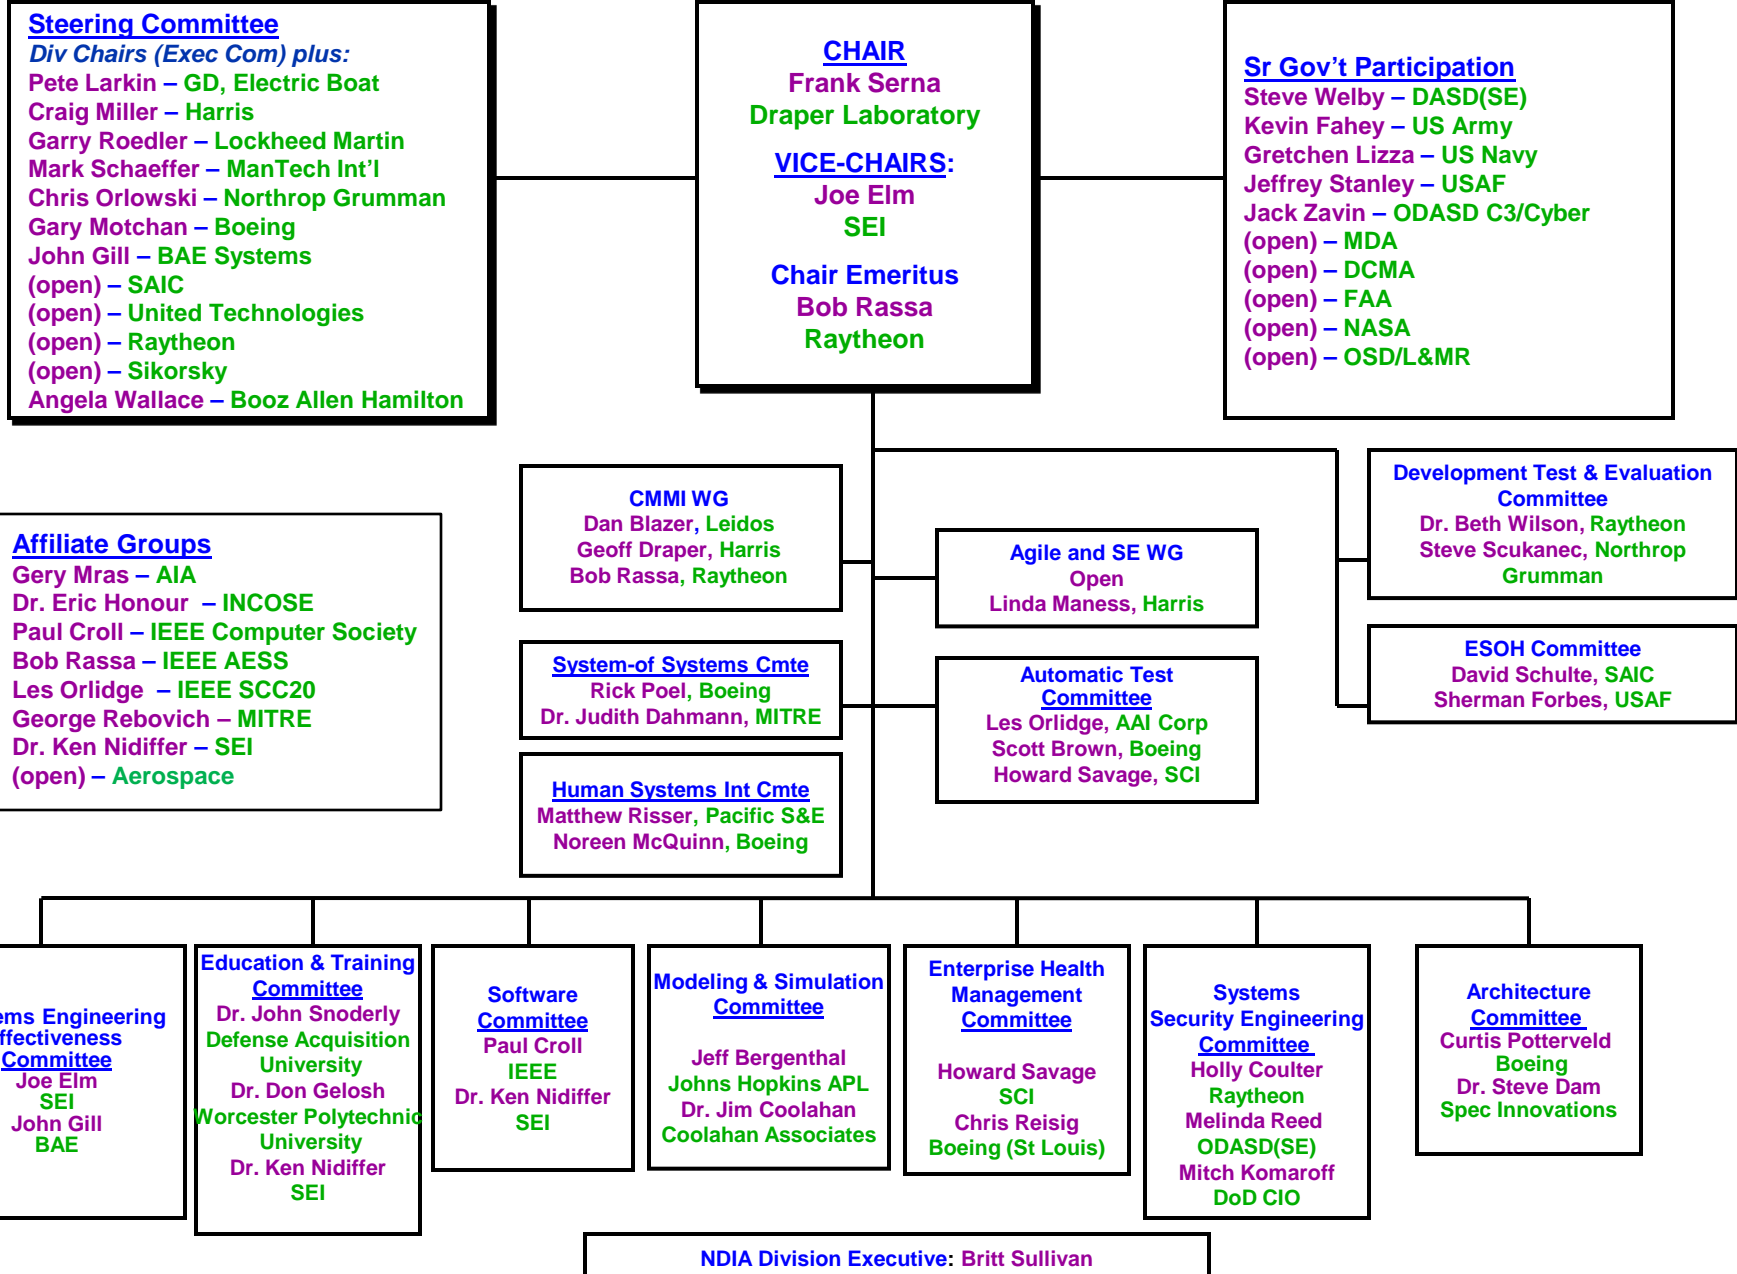 Steering Committee
Div Chairs (Exec Com) plus:
Pete Larkin – GD, Electric Boat
Craig Miller – Harris
Garry Roedler – Lockheed Martin
Mark Schaeffer – ManTech Int'l
Chris Orlowski – Northrop Grumman
Gary Motchan – Boeing
John Gill – BAE Systems
(open) – SAIC
(open) – United Technologies
(open) – Raytheon
(open) – Sikorsky
Angela Wallace – Booz Allen Hamilton
CHAIR
Frank Serna
Draper Laboratory
VICE-CHAIRS:
Joe Elm
SEI
Chair Emeritus
Bob Rassa
Raytheon
Sr Gov't Participation
Steve Welby – DASD(SE)
Kevin Fahey – US Army
Gretchen Lizza – US Navy
Jeffrey Stanley – USAF
Jack Zavin – ODASD C3/Cyber
(open) – MDA
(open) – DCMA
(open) – FAA
(open) – NASA
(open) – OSD/L&MR
Affiliate Groups
Gery Mras – AIA
Dr. Eric Honour – INCOSE
Paul Croll – IEEE Computer Society
Bob Rassa – IEEE AESS
Les Orlidge – IEEE SCC20
George Rebovich – MITRE
Dr. Ken Nidiffer – SEI
(open) – Aerospace
CMMI WG
Dan Blazer, Leidos
Geoff Draper, Harris
Bob Rassa, Raytheon
System-of Systems Cmte
Rick Poel, Boeing
Dr. Judith Dahmann, MITRE
Human Systems Int Cmte
Matthew Risser, Pacific S&E
Noreen McQuinn, Boeing
Agile and SE WG
Open
Linda Maness, Harris
Automatic Test
Committee
Les Orlidge, AAI Corp
Scott Brown, Boeing
Howard Savage, SCI
Development Test & Evaluation
Committee
Dr. Beth Wilson, Raytheon
Steve Scukanec, Northrop
Grumman
ESOH Committee
David Schulte, SAIC
Sherman Forbes, USAF
ems Engineering
ffectiveness
Committee
Joe Elm
SEI
John Gill
BAE
Education & Training
Committee
Dr. John Snoderly
Defense Acquisition
University
Dr. Don Gelosh
Worcester Polytechnic
University
Dr. Ken Nidiffer
SEI
Software
Committee
Paul Croll
IEEE
Dr. Ken Nidiffer
SEI
Modeling & Simulation
Committee
Jeff Bergenthal
Johns Hopkins APL
Dr. Jim Coolahan
Coolahan Associates
Enterprise Health
Management
Committee
Howard Savage
SCI
Chris Reisig
Boeing (St Louis)
Systems
Security Engineering
Committee
Holly Coulter
Raytheon
Melinda Reed
ODASD(SE)
Mitch Komaroff
DoD CIO
Architecture
Committee
Curtis Potterveld
Boeing
Dr. Steve Dam
Spec Innovations
NDIA Division Executive: Britt Sullivan